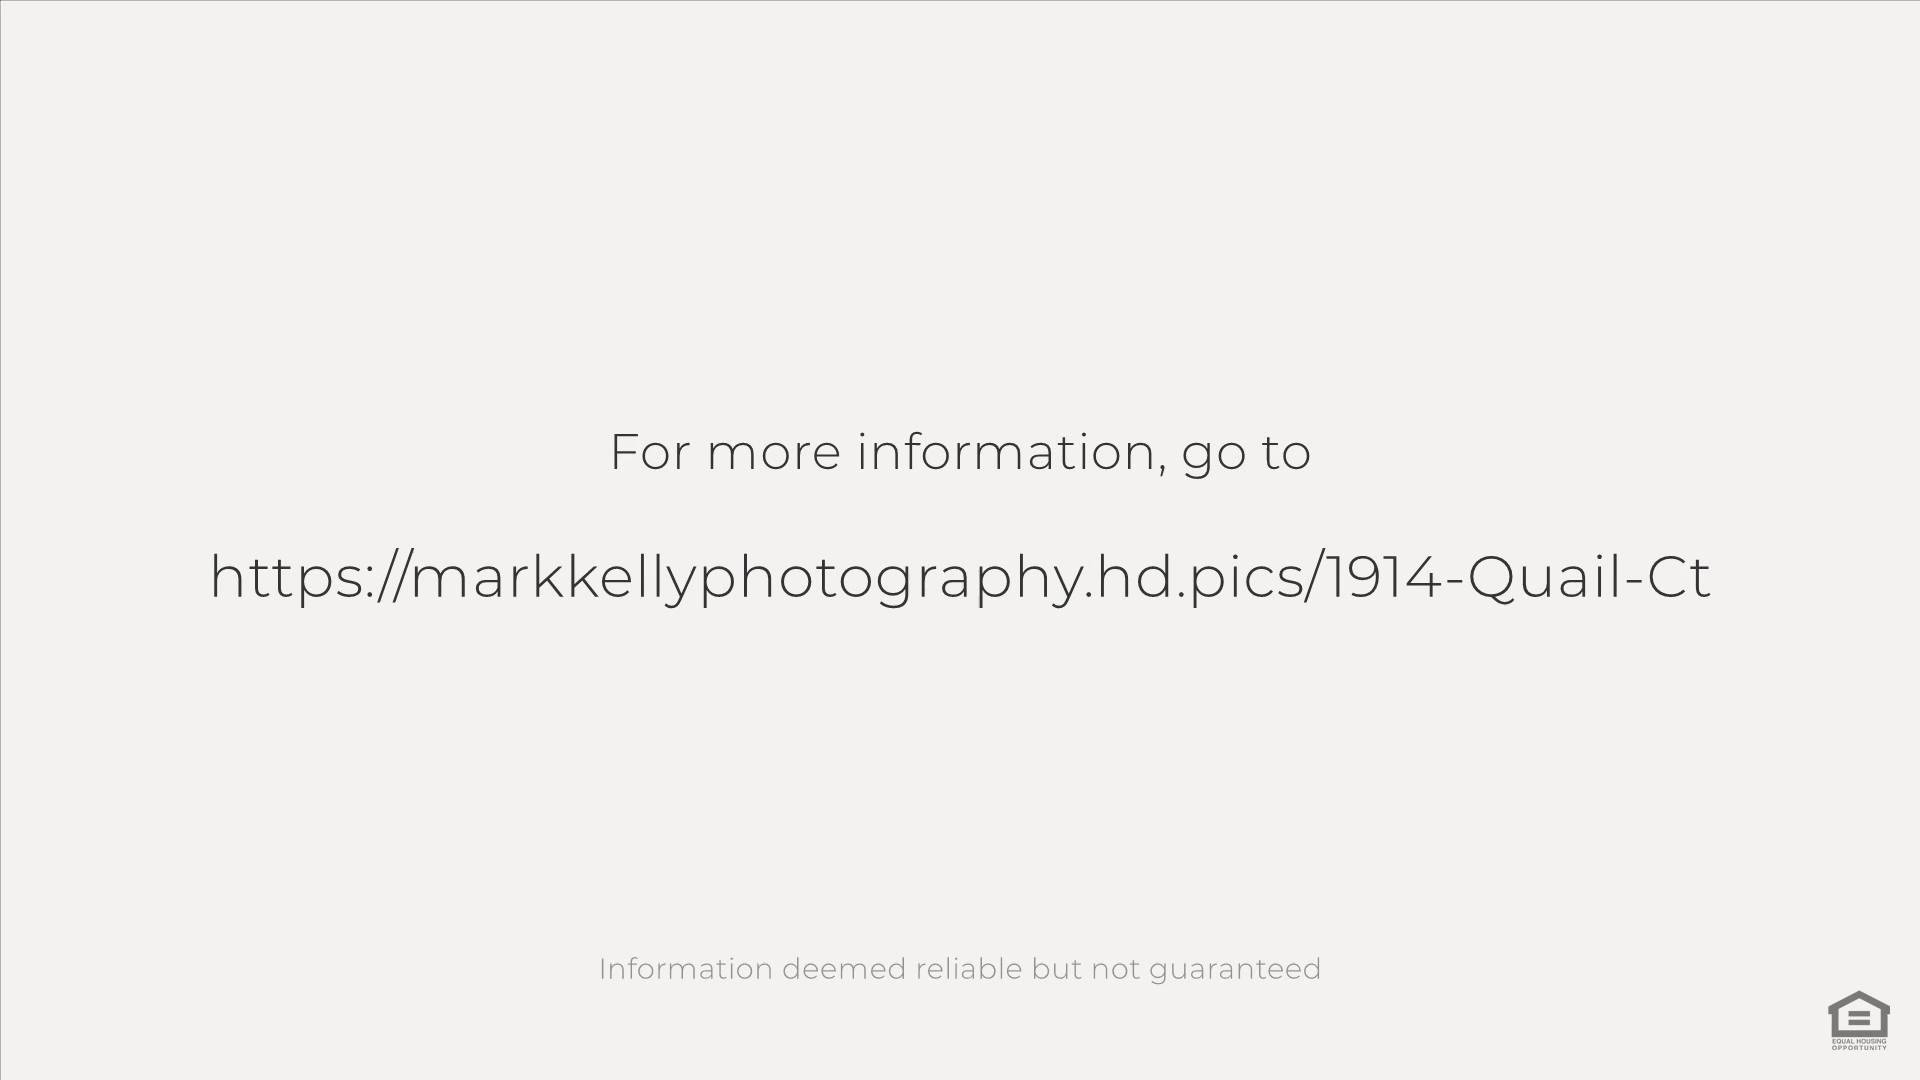 For more information, go to
https://markkellyphotography.hd.pics/1914-Quail-Ct
Information deemed reliable but not guaranteed
EQUAL HOUSING
OPPORTUNITY